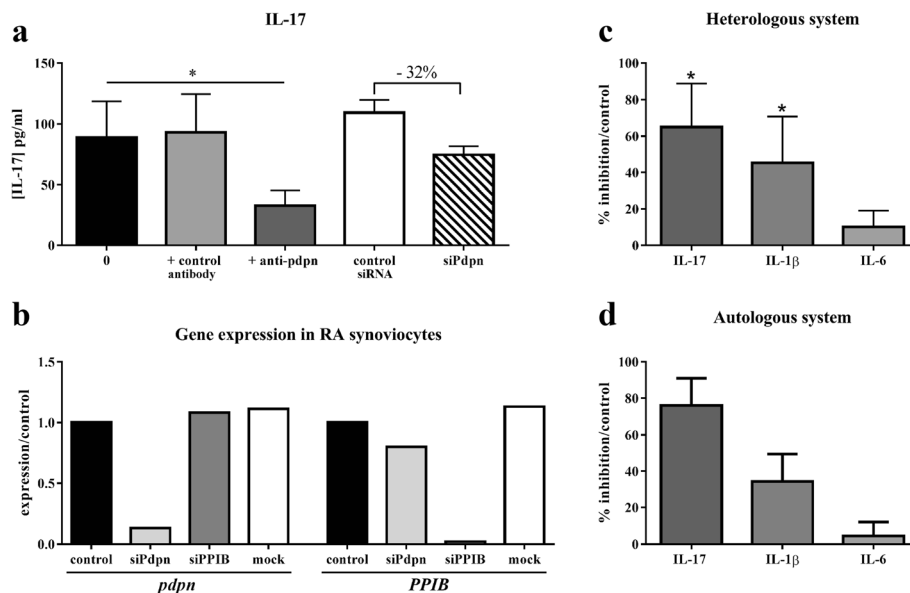 a
IL-17
[IL-17] pg/ml
150
100
50
0
*
- 32%
0
+ control
antibody
+ anti-pdpn
control
siRNA
siPdpn
b
Gene expression in RA synoviocytes
expression/control
1.5
1.0
0.5
0.0
control
siPdpn
siPPIB
mock
control
siPdpn
siPPIB
mock
pdpn
PPIB
c
Heterologous system
% inhibition/control
100
80
60
40
20
0
*
*
IL-17
IL-1β
IL-6
d
Autologous system
% inhibition/control
100
80
60
40
20
0
IL-17
IL-1β
IL-6